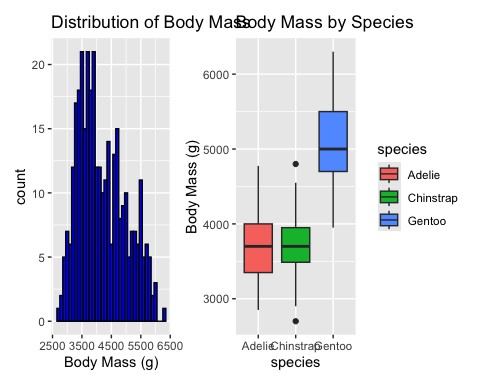 Distribution of Body Mass
Body Mass by Species
count
20
15
10
5
0
2500 3500 4500 5500 6500
Body Mass (g)
Body Mass (g)
6000
5000
4000
3000
Adelie Chinstrap Gentoo
species
species
Adelie
Chinstrap
Gentoo